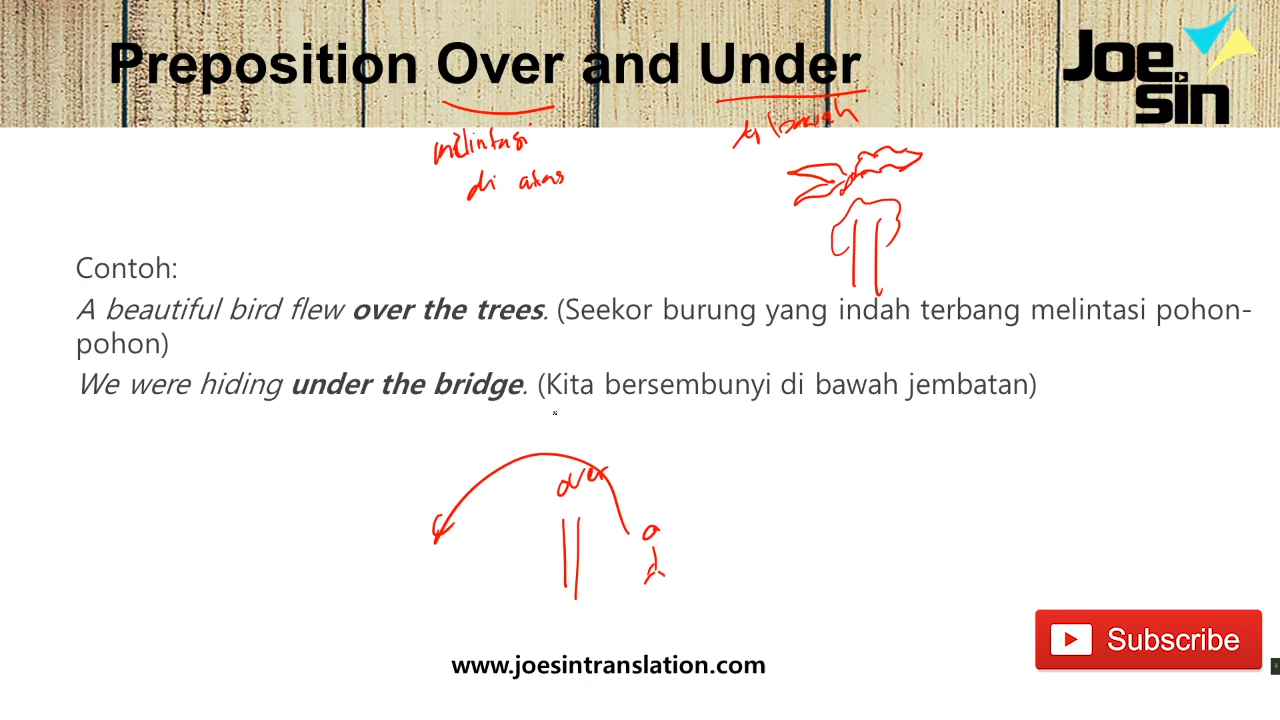 Preposition Over and Under
Joe
sin
melintasi
di atas
di bawah
Contoh:
A beautiful bird flew over the trees. (Seekor burung yang indah terbang melintasi pohon-
pohon)
We were hiding under the bridge. (Kita bersembunyi di bawah jembatan)
over
Subscribe
www.joesintranslation.com